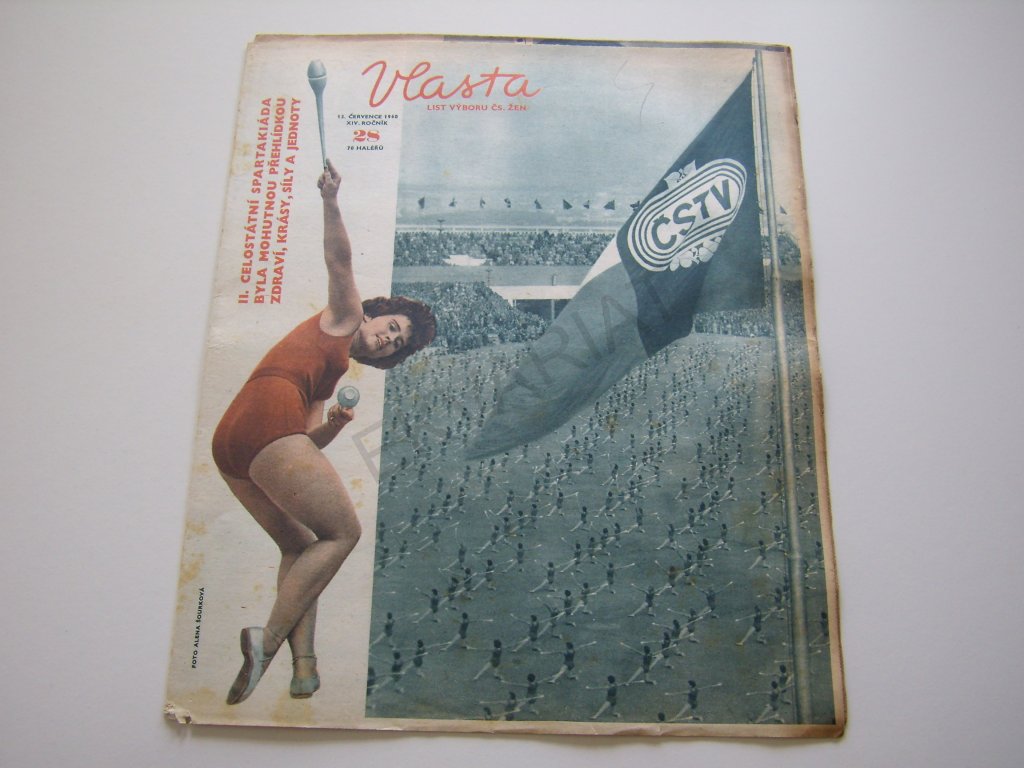 Vlasta
LIST VÝBORU ČS. ŽEN
13. ČERVENCE 1960
XIV. ROČNÍK
28
70 HALÉŘŮ
II. CELOSTÁTNÍ SPARTAKIÁDA
BYLA MOHUTNOU PŘEHLÍDKOU
ZDRAVÍ, KRÁSY, SÍLY A JEDNOTY
ČSTV
FOTO ALENA ŠOURKOVÁ